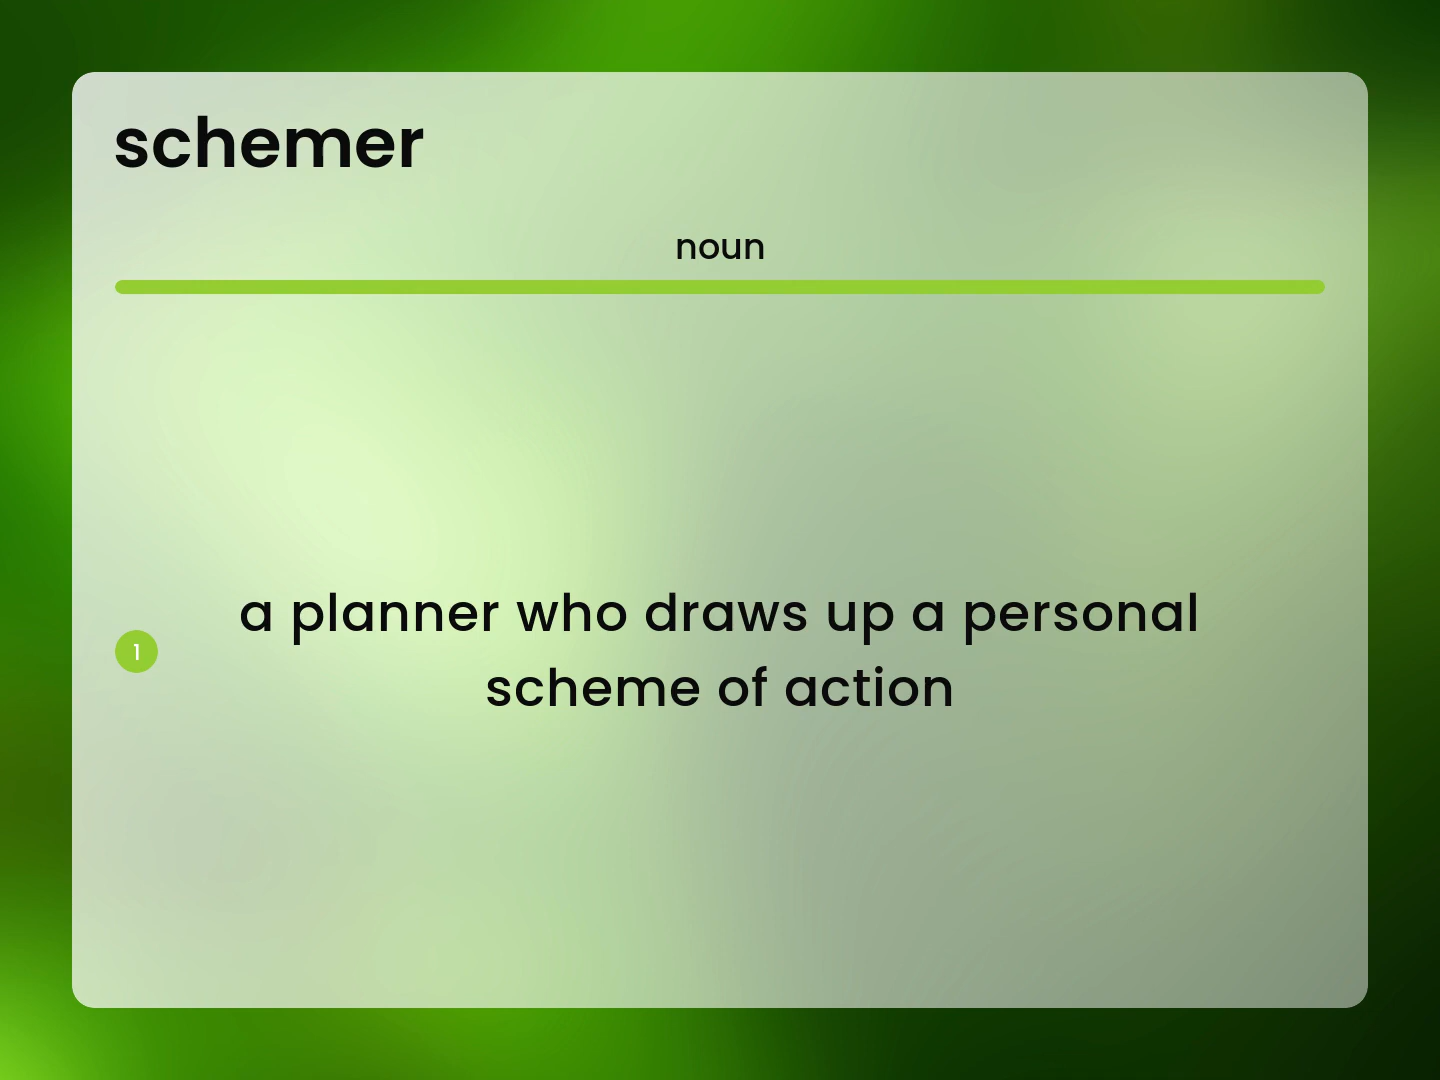 schemer
noun
1
a planner who draws up a personal
scheme of action